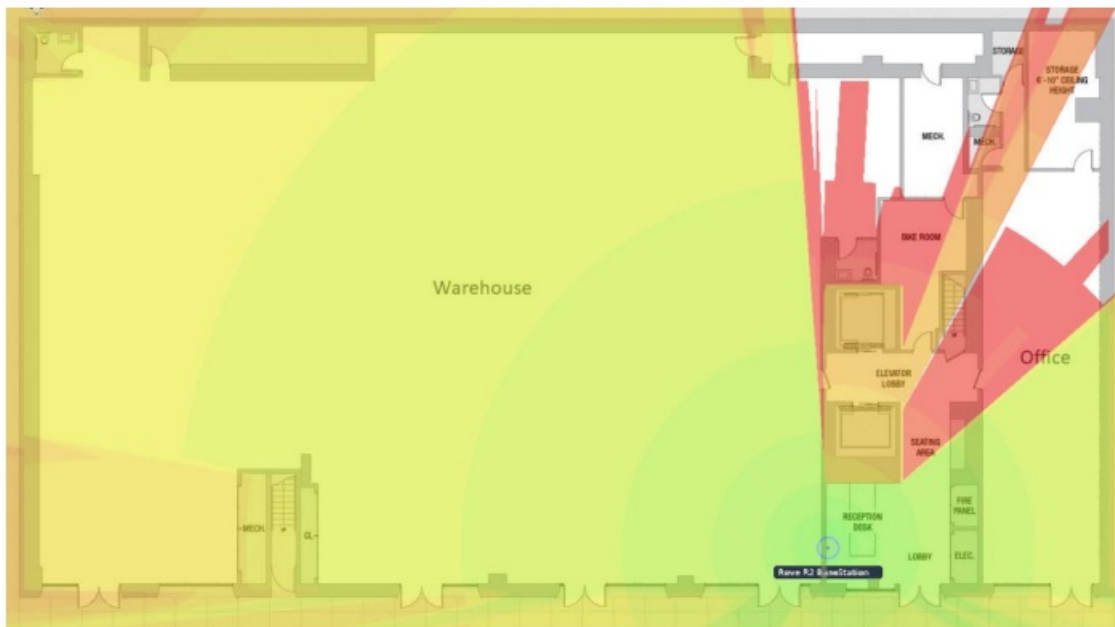 STORAGE
STORAGE
6'-10" CEILING
HEIGHT
MECH.
MECH.
BIKE ROOM
Warehouse
Office
ELEVATOR
LOBBY
SEATING
AREA
MECH.
UP
CL.
RECEPTION
DESK
FIRE
PANEL
LOBBY
ELEC.
Rove R2 BaseStation